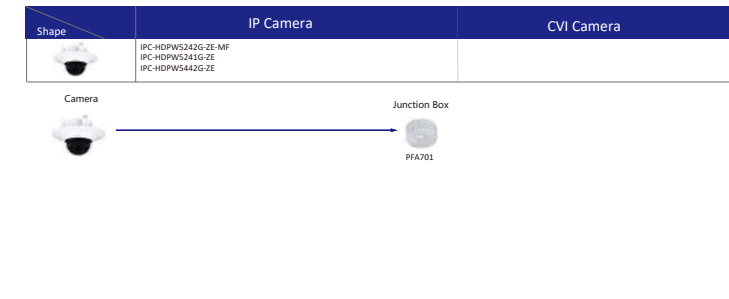 Shape
IP Camera
CVI Camera
IPC-HDPW5242G-ZE-MF
IPC-HDPW5241G-ZE
IPC-HDPW5442G-ZE
Camera
Junction Box
PFA701